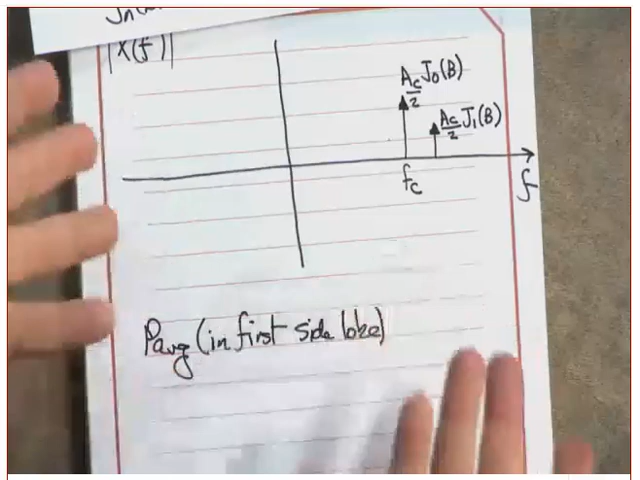 |X(f)|
Ac/2 J₀(B)
Ac/2 J₁(B)
fc
f
Pavg (in first side lobe)